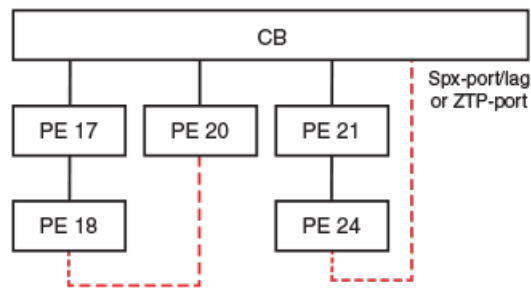 CB
Spx-port/lag
or ZTP-port
PE 17
PE 20
PE 21
PE 18
PE 24